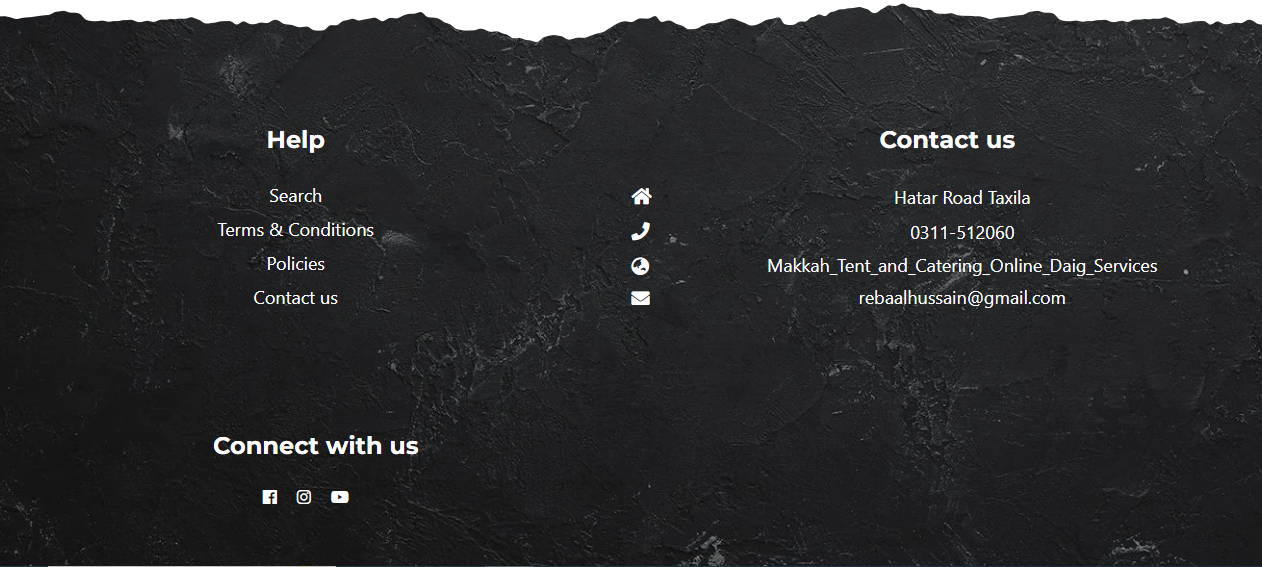 Help
Search
Terms & Conditions
Policies
Contact us
Contact us
Hatar Road Taxila
0311-512060
Makkah_Tent_and_Catering_Online_Daig_Services
rebaalhussain@gmail.com
Connect with us